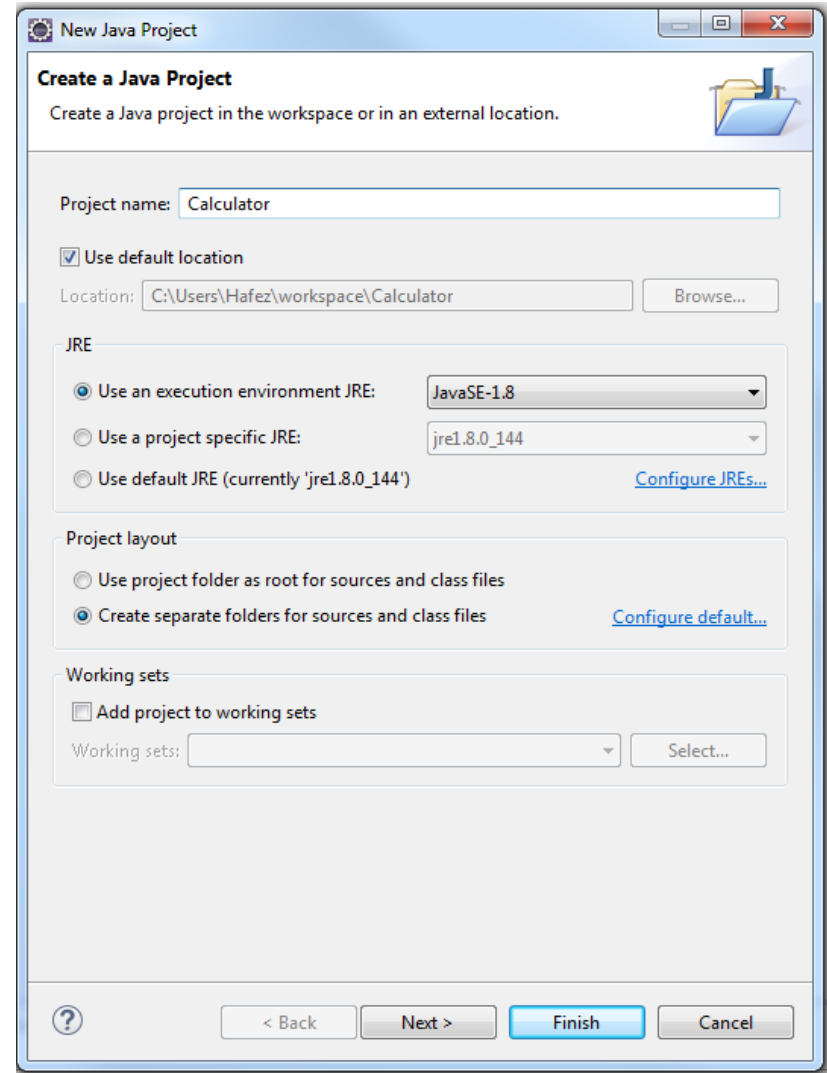 New Java Project
Create a Java Project
Create a Java project in the workspace or in an external location.
Project name: Calculator
Use default location
Location: C:\Users\Hafez\workspace\Calculator Browse...
JRE
Use an execution environment JRE: JavaSE-1.8
Use a project specific JRE: jre1.8.0_144
Use default JRE (currently 'jre1.8.0_144') Configure JREs...
Project layout
Use project folder as root for sources and class files
Create separate folders for sources and class files Configure default...
Working sets
Add project to working sets
Working sets: Select...
? < Back Next > Finish Cancel